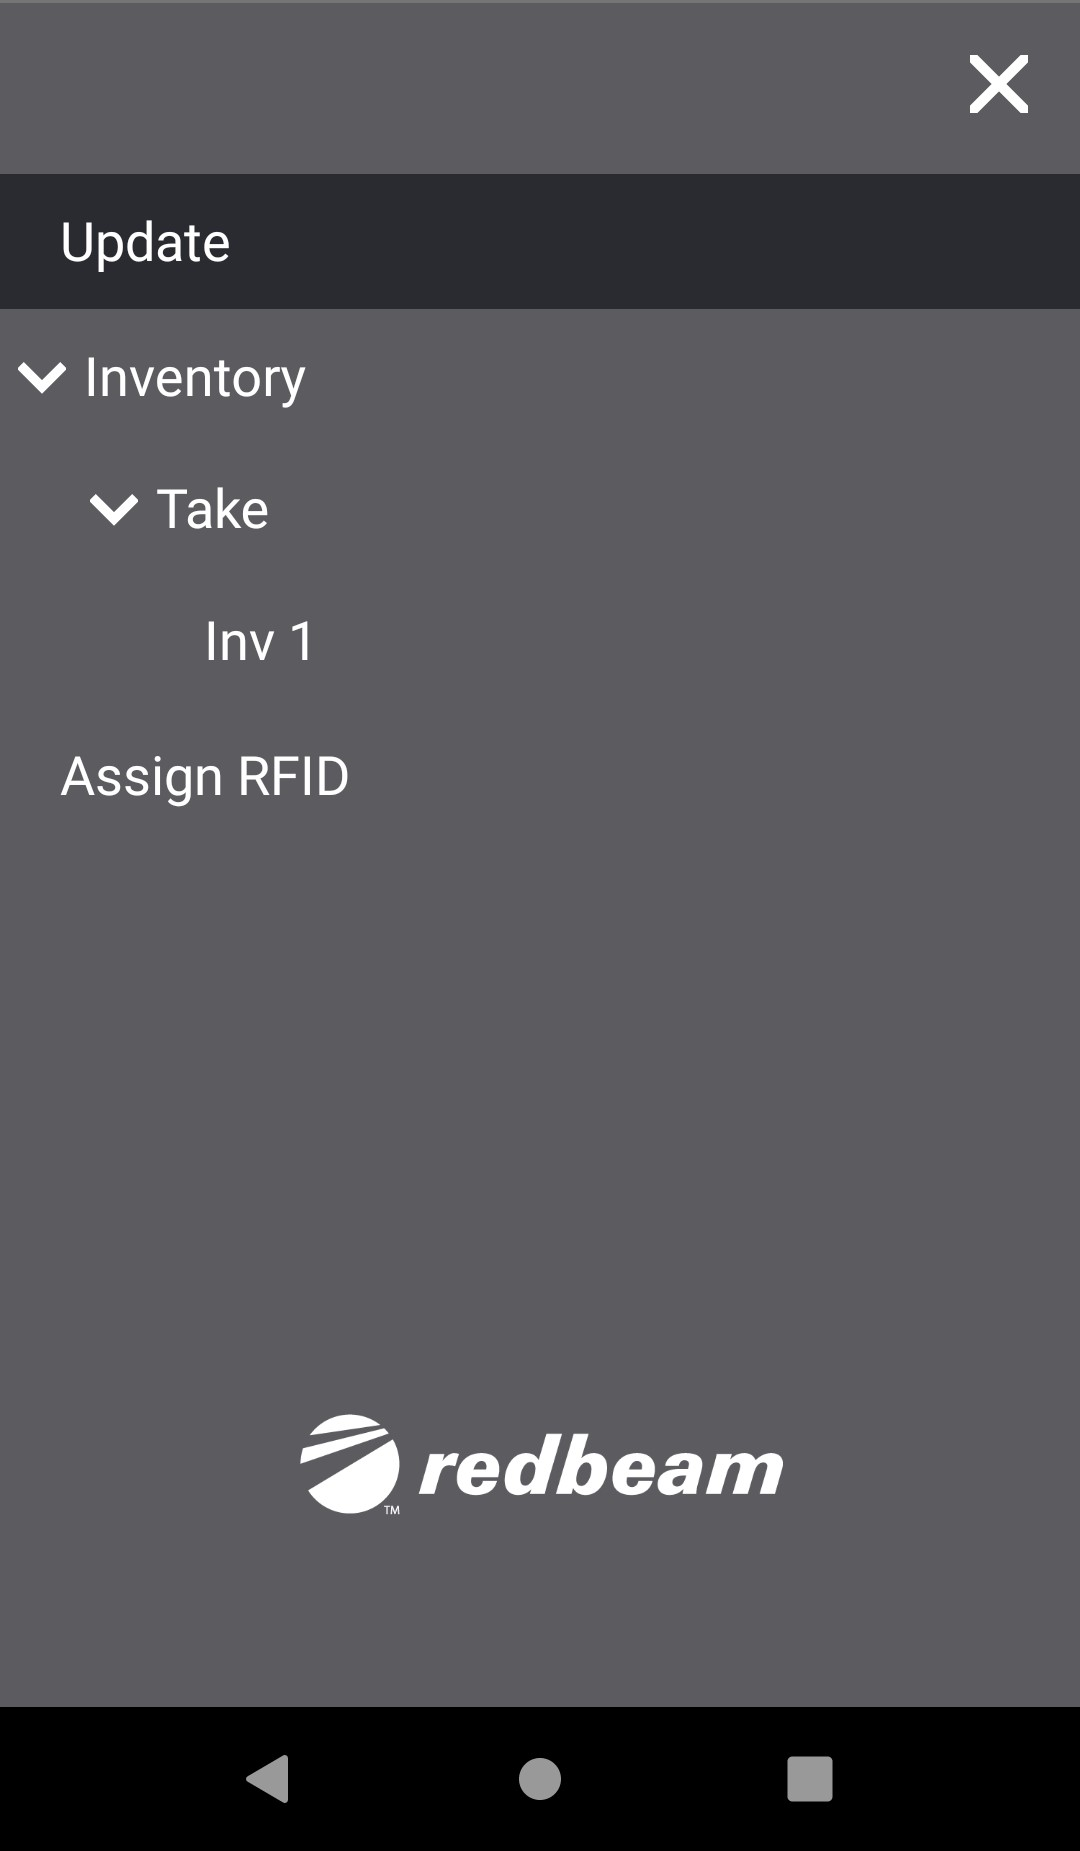 Update
Inventory
Take
Inv 1
Assign RFID
redbeam
TM